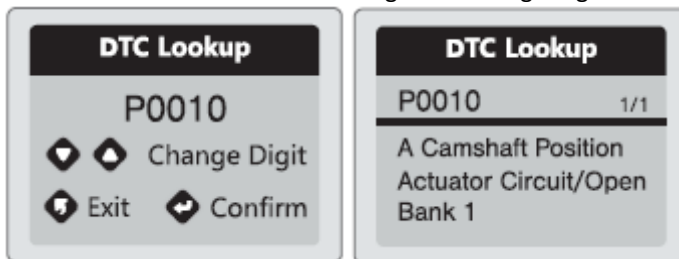 DTC Lookup
P0010
Change Digit
Exit Confirm
DTC Lookup
P0010 1/1
A Camshaft Position
Actuator Circuit/Open
Bank 1